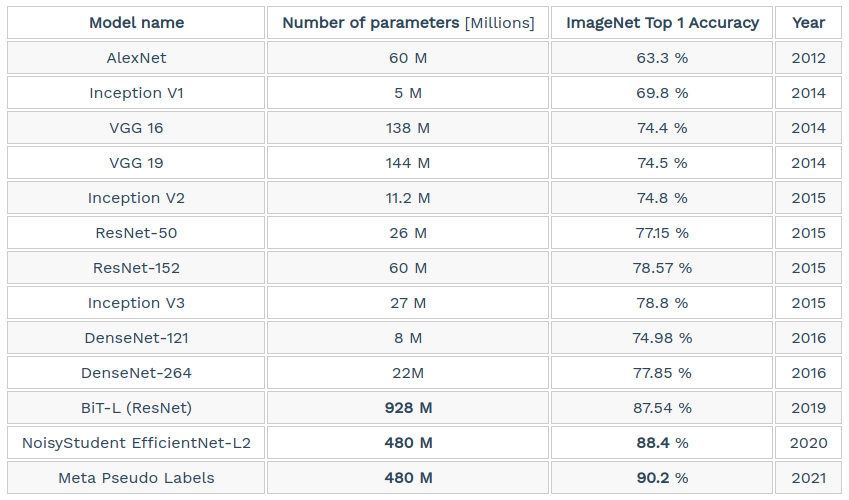 Model name Number of parameters [Millions] ImageNet Top 1 Accuracy Year
AlexNet 60 M 63.3 % 2012
Inception V1 5 M 69.8 % 2014
VGG 16 138 M 74.4 % 2014
VGG 19 144 M 74.5 % 2014
Inception V2 11.2 M 74.8 % 2015
ResNet-50 26 M 77.15 % 2015
ResNet-152 60 M 78.57 % 2015
Inception V3 27 M 78.8 % 2015
DenseNet-121 8 M 74.98 % 2016
DenseNet-264 22M 77.85 % 2016
BiT-L (ResNet) 928 M 87.54 % 2019
NoisyStudent EfficientNet-L2 480 M 88.4 % 2020
Meta Pseudo Labels 480 M 90.2 % 2021